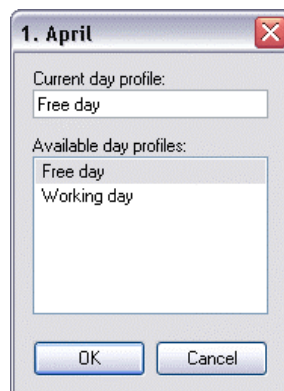 1. April
Current day profile:
Free day
Available day profiles:
Free day
Working day
OK
Cancel